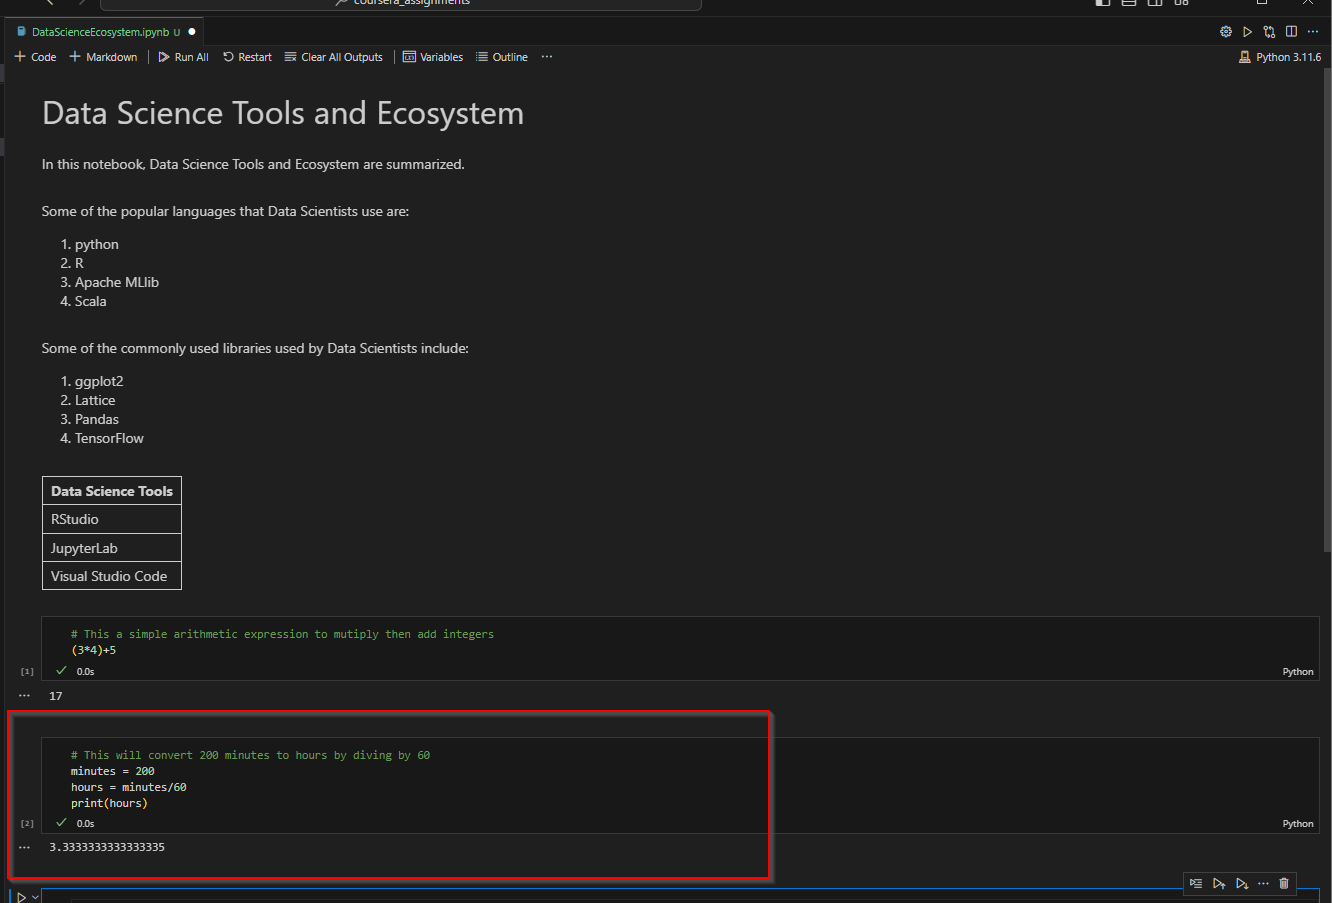 coursera_assignments
DataScienceEcosystem.ipynb U
Code Markdown Run All Restart Clear All Outputs Variables Outline ... Python 3.11.6
Data Science Tools and Ecosystem
In this notebook, Data Science Tools and Ecosystem are summarized.
Some of the popular languages that Data Scientists use are:
1. python
2. R
3. Apache MLlib
4. Scala
Some of the commonly used libraries used by Data Scientists include:
1. ggplot2
2. Lattice
3. Pandas
4. TensorFlow
Data Science Tools
RStudio
JupyterLab
Visual Studio Code
# This a simple arithmetic expression to mutiply then add integers
(3*4)+5
[1] 0.0s Python
... 17
# This will convert 200 minutes to hours by diving by 60
minutes = 200
hours = minutes/60
print(hours)
[2] 0.0s Python
... 3.3333333333333335